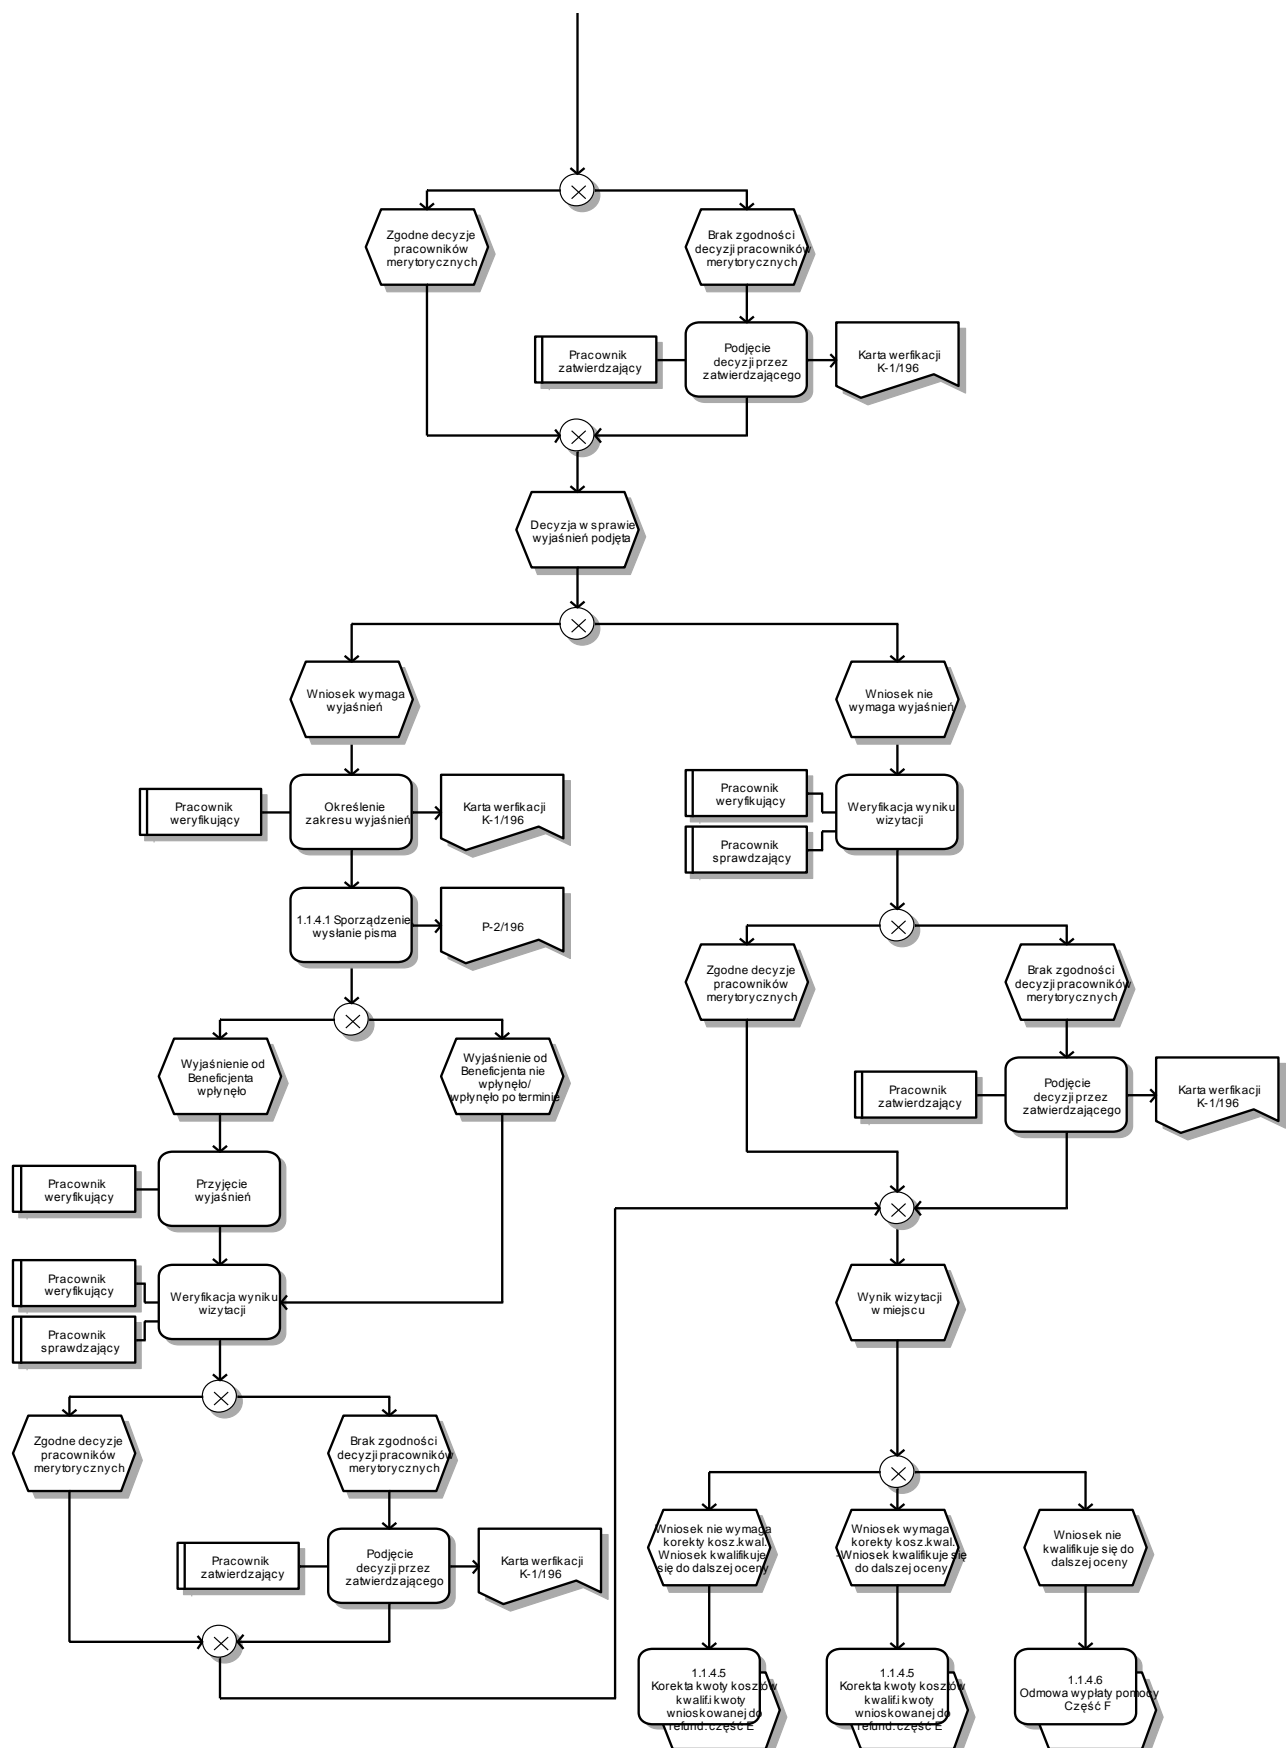 Zgodne decyzje
pracowników
merytorycznych
Brak zgodności
decyzji pracowników
merytorycznych
Pracownik
zatwierdzający
Podjęcie
decyzji przez
zatwierdzającego
Karta werfikacji
K-1/196
Decyzja w sprawie
wyjaśnień podjęta
Wniosek wymaga
wyjaśnień
Wniosek nie
wymaga wyjaśnień
Pracownik
weryfikujący
Określenie
zakresu wyjaśnień
Karta werfikacji
K-1/196
Pracownik
weryfikujący
Pracownik
sprawdzający
Weryfikacja wyniku
wizytacji
1.1.4.1 Sporządzenie
wysłanie pisma
P-2/196
Zgodne decyzje
pracowników
merytorycznych
Brak zgodności
decyzji pracowników
merytorycznych
Wyjaśnienie od
Beneficjenta
wpłynęło
Wyjaśnienie od
Beneficjenta nie
wpłynęło/
wpłynęło po terminie
Pracownik
zatwierdzający
Podjęcie
decyzji przez
zatwierdzającego
Karta werfikacji
K-1/196
Pracownik
weryfikujący
Przyjęcie
wyjaśnień
Pracownik
weryfikujący
Pracownik
sprawdzający
Weryfikacja wyniku
wizytacji
Wynik wizytacji
w miejscu
Zgodne decyzje
pracowników
merytorycznych
Brak zgodności
decyzji pracowników
merytorycznych
Pracownik
zatwierdzający
Podjęcie
decyzji przez
zatwierdzającego
Karta werfikacji
K-1/196
Wniosek nie wymaga
korekty kosz.kwal.
Wniosek kwalifikuje
się do dalszej oceny
Wniosek wymaga
korekty kosz.kwal.
-Wniosek kwalifikuje się
do dalszej oceny
Wniosek nie
kwalifikuje się do
dalszej oceny
1.1.4.5
Korekta kwoty kosztów
kwalif.i kwoty
wnioskowanej do
refund. część E
1.1.4.5
Korekta kwoty kosztów
kwalif.i kwoty
wnioskowanej do
refund. część E
1.1.4.6
Odmowa wypłaty pomocy
Część F